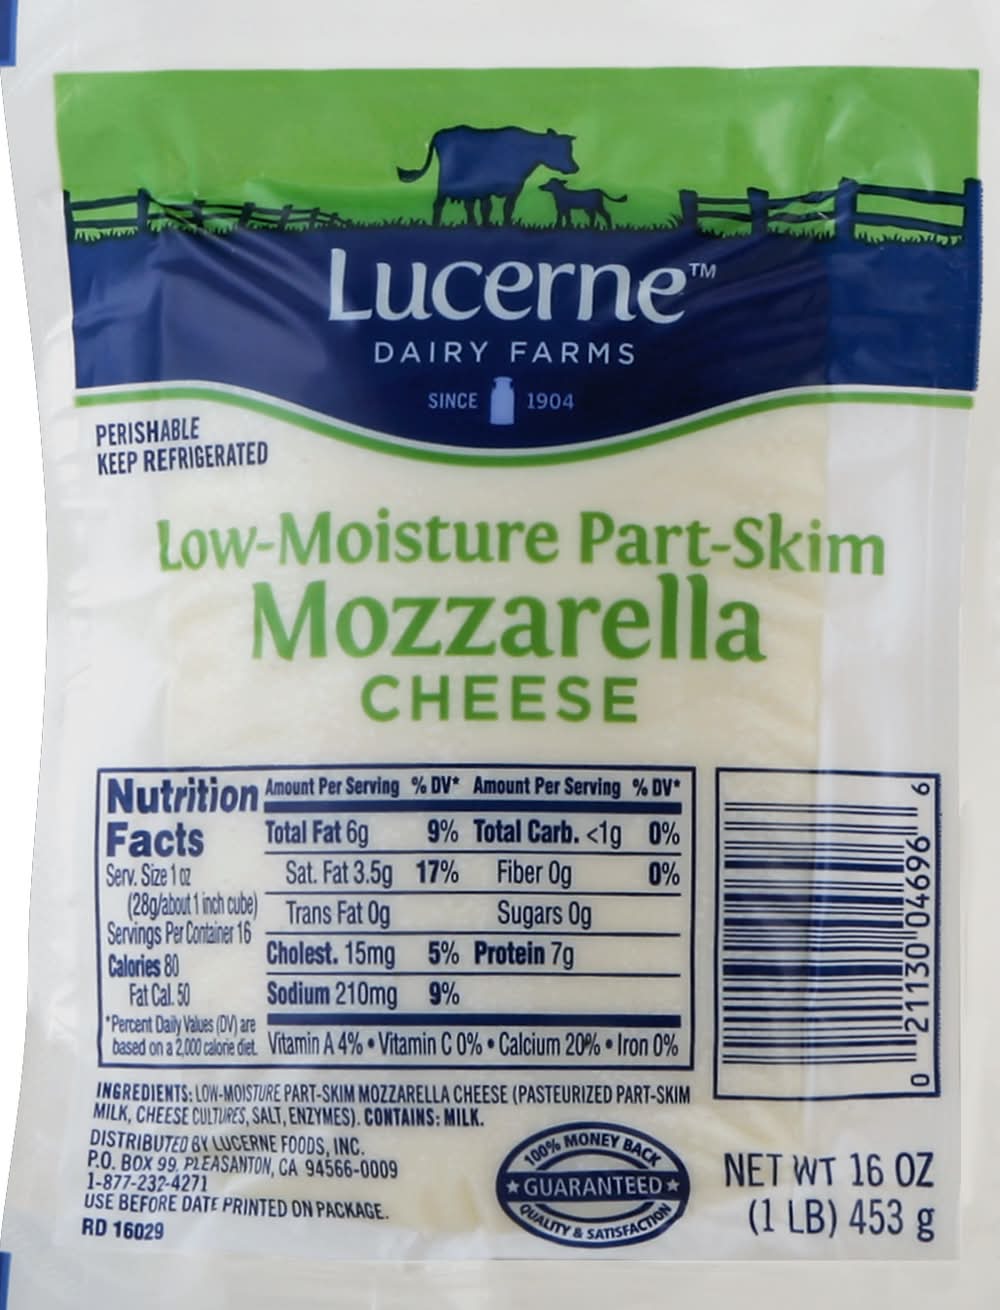 Lucerne™
DAIRY FARMS
SINCE 1904
PERISHABLE
KEEP REFRIGERATED
Low-Moisture Part-Skim
Mozzarella
CHEESE
Nutrition
Facts
Serv. Size 1 oz
(28g/about 1 inch cube)
Servings Per Container 16
Calories 80
Fat Cal. 50
*Percent Daily Values (DV) are
based on a 2,000 calorie diet.
Amount Per Serving % DV* Amount Per Serving % DV*
Total Fat 6g 9% Total Carb. <1g 0%
Sat. Fat 3.5g 17% Fiber 0g 0%
Trans Fat 0g Sugars 0g
Cholest. 15mg 5% Protein 7g
Sodium 210mg 9%
Vitamin A 4% • Vitamin C 0% • Calcium 20% • Iron 0%
0 21130 04696 6
INGREDIENTS: LOW-MOISTURE PART-SKIM MOZZARELLA CHEESE (PASTEURIZED PART-SKIM
MILK, CHEESE CULTURES, SALT, ENZYMES). CONTAINS: MILK.
DISTRIBUTED BY LUCERNE FOODS, INC.
P.O. BOX 99, PLEASANTON, CA 94566-0009
1-877-232-4271
USE BEFORE DATE PRINTED ON PACKAGE.
RD 16029
100% MONEY BACK
★GUARANTEED★
QUALITY & SATISFACTION
NET WT 16 OZ
(1 LB) 453 g